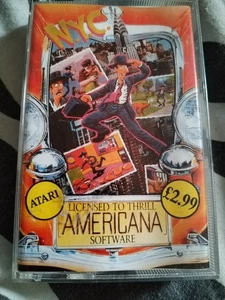 NYC
ATARI
LICENSED TO THRILL
£2.99
AMERICANA
SOFTWARE